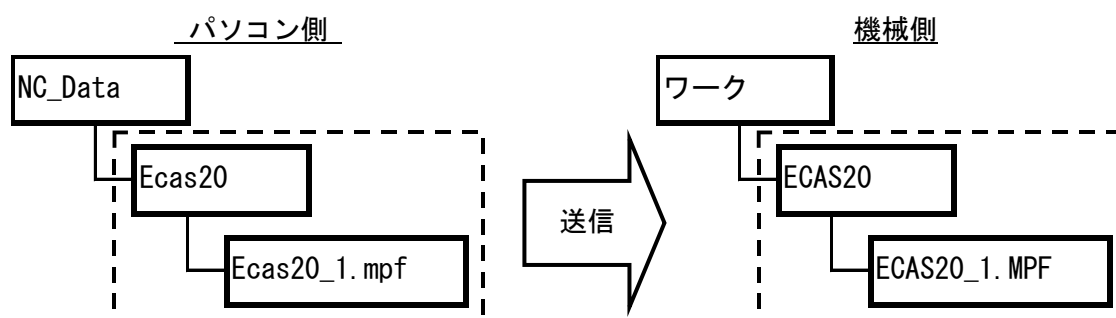 パソコン側
機械側
NC_Data
ワーク
Ecas20
ECAS20
送信
Ecas20_1.mpf
ECAS20_1.MPF